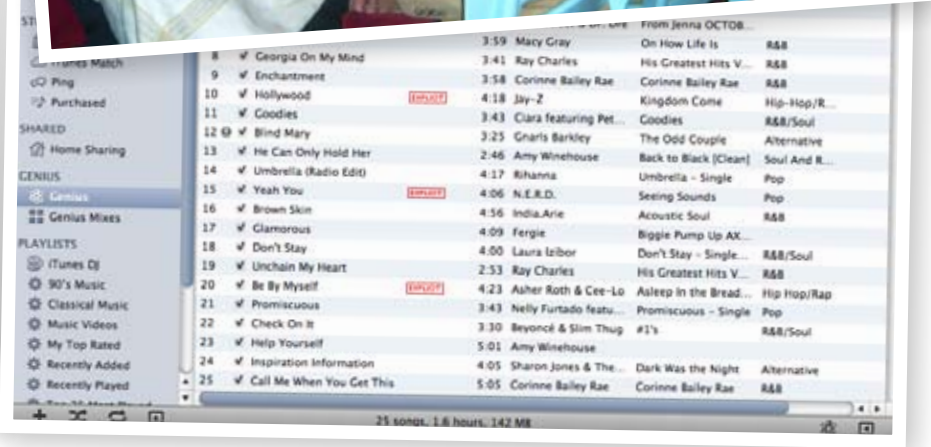 From Jenna OCTOB...
3:59 Macy Gray On How Life Is R&B
8 Georgia On My Mind 3:41 Ray Charles His Greatest Hits V... R&B
9 Enchantment 3:58 Corinne Bailey Rae Corinne Bailey Rae R&B
10 Hollywood EXPLICIT 4:18 Jay-Z Kingdom Come Hip-Hop/R...
11 Goodies 3:43 Ciara featuring Pet... Goodies R&B/Soul
12 Blind Mary 3:25 Gnarls Barkley The Odd Couple Alternative
13 He Can Only Hold Her 2:46 Amy Winehouse Back to Black [Clean] Soul And R...
14 Umbrella (Radio Edit) 4:17 Rihanna Umbrella - Single Pop
15 Yeah You EXPLICIT 4:06 N.E.R.D. Seeing Sounds Pop
16 Brown Skin 4:56 India.Arie Acoustic Soul R&B
17 Glamorous 4:09 Fergie Biggie Pump Up AX...
18 Don't Stay 4:00 Laura Izibor Don't Stay - Single... R&B/Soul
19 Unchain My Heart 2:53 Ray Charles His Greatest Hits V... R&B
20 Be By Myself EXPLICIT 4:23 Asher Roth & Cee-Lo Asleep in the Bread... Hip Hop/Rap
21 Promiscuous 3:43 Nelly Furtado featu... Promiscuous - Single Pop
22 Check On It 3:30 Beyoncé & Slim Thug #1's R&B/Soul
23 Help Yourself 5:01 Amy Winehouse
24 Inspiration Information 4:05 Sharon Jones & The... Dark Was the Night Alternative
25 Call Me When You Get This 5:05 Corinne Bailey Rae Corinne Bailey Rae R&B
iTunes Match
Ping
Purchased
SHARED
Home Sharing
GENIUS
Genius
Genius Mixes
PLAYLISTS
iTunes DJ
90's Music
Classical Music
Music Videos
My Top Rated
Recently Added
Recently Played
25 songs, 1.6 hours, 142 MB